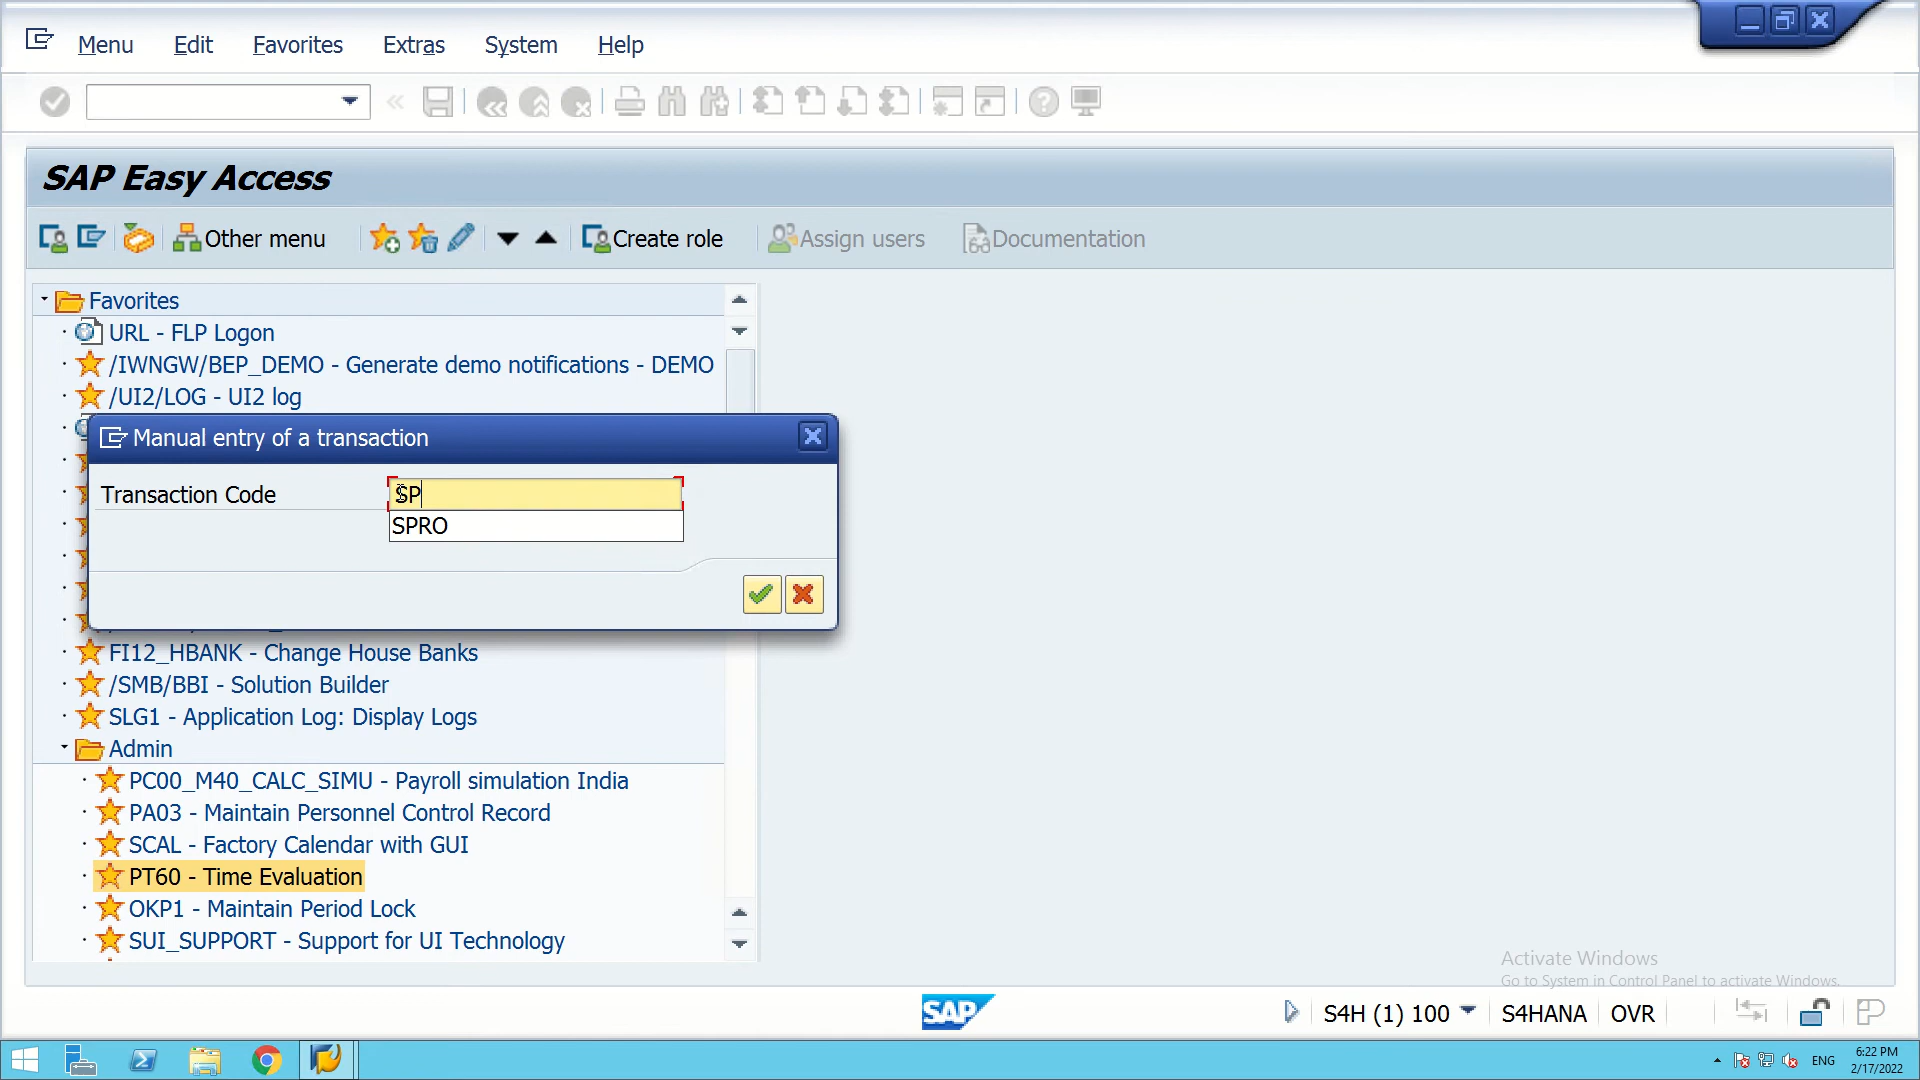 Menu Edit Favorites Extras System Help
SAP Easy Access
Other menu Create role Assign users Documentation
Favorites
URL - FLP Logon
/IWNGW/BEP_DEMO - Generate demo notifications - DEMO
/UI2/LOG - UI2 log
Manual entry of a transaction
Transaction Code SP
SPRO
FI12_HBANK - Change House Banks
/SMB/BBI - Solution Builder
SLG1 - Application Log: Display Logs
Admin
PC00_M40_CALC_SIMU - Payroll simulation India
PA03 - Maintain Personnel Control Record
SCAL - Factory Calendar with GUI
PT60 - Time Evaluation
OKP1 - Maintain Period Lock
SUI_SUPPORT - Support for UI Technology
Activate Windows
Go to System in Control Panel to activate Windows.
SAP S4H (1) 100 S4HANA OVR
ENG 6:22 PM
2/17/2022